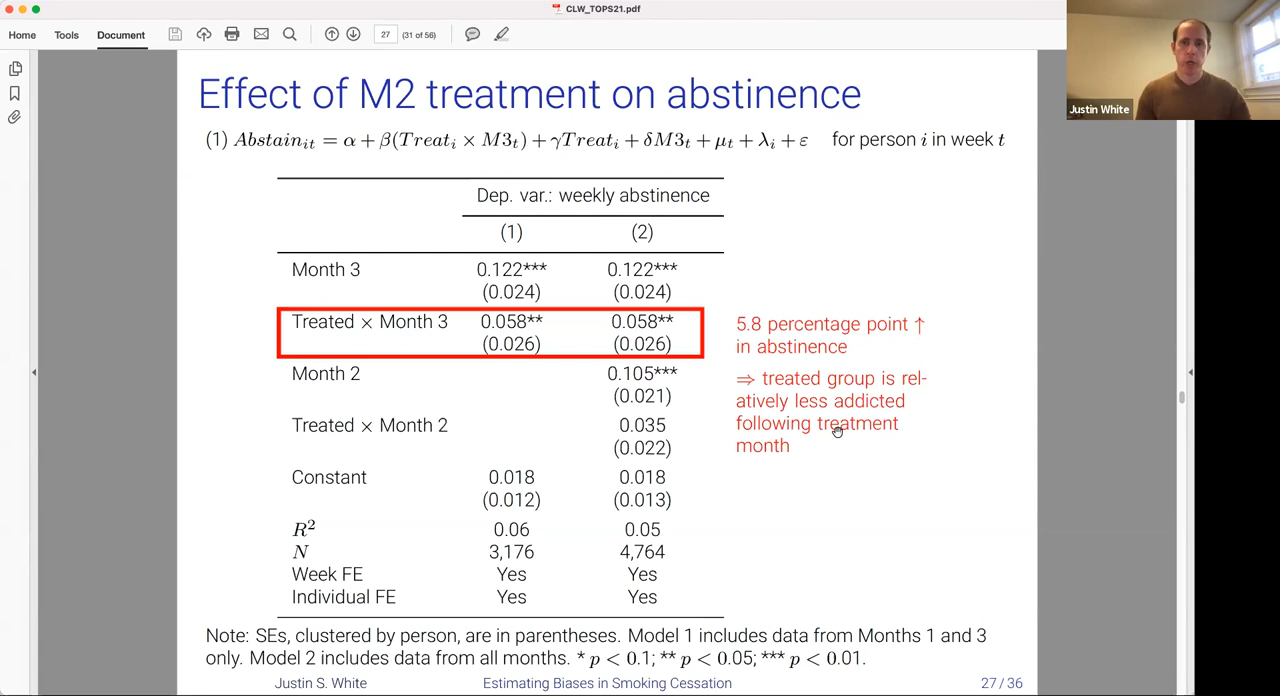 CLW_TOPS21.pdf
Home Tools Document 27 (31 of 56)
Justin White
Effect of M2 treatment on abstinence
(1) Abstain_{it} = α + β(Treat_i × M3_t) + γTreat_i + δM3_t + μ_t + λ_i + ε for person i in week t
Dep. var.: weekly abstinence
(1) (2)
Month 3 0.122*** 0.122***
(0.024) (0.024)
Treated × Month 3 0.058** 0.058**
(0.026) (0.026)
5.8 percentage point ↑
in abstinence
⇒ treated group is rel-
atively less addicted
following treatment
month
Month 2 0.105***
(0.021)
Treated × Month 2 0.035
(0.022)
Constant 0.018 0.018
(0.012) (0.013)
R² 0.06 0.05
N 3,176 4,764
Week FE Yes Yes
Individual FE Yes Yes
Note: SEs, clustered by person, are in parentheses. Model 1 includes data from Months 1 and 3
only. Model 2 includes data from all months. * p < 0.1; ** p < 0.05; *** p < 0.01.
Justin S. White Estimating Biases in Smoking Cessation 27 / 36